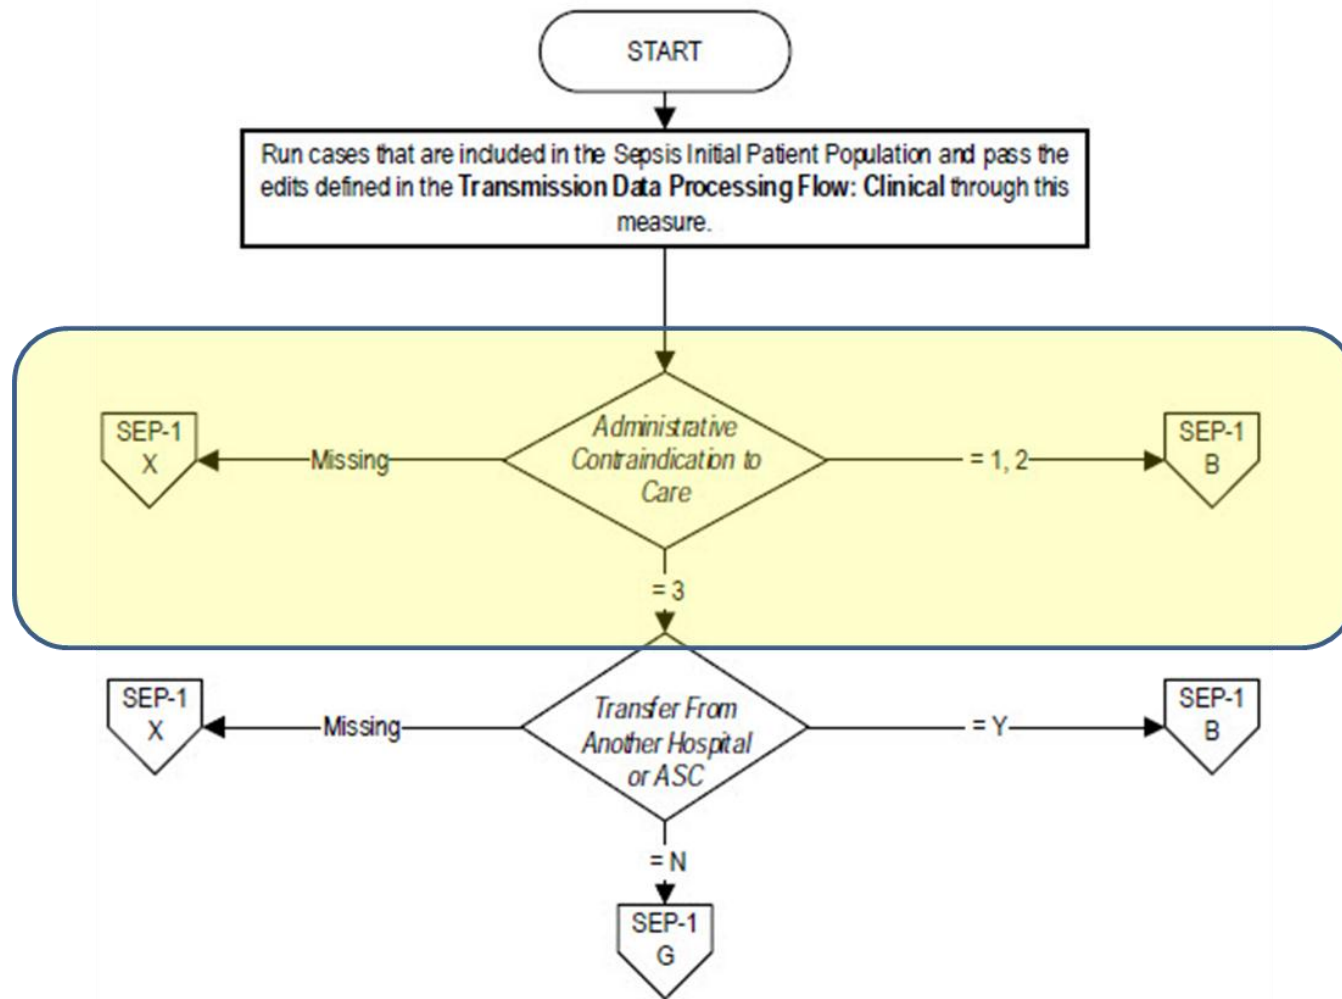 START
Run cases that are included in the Sepsis Initial Patient Population and pass the
edits defined in the Transmission Data Processing Flow: Clinical through this
measure.
Administrative
Contraindication to
Care
SEP-1
X
Missing
= 1, 2
SEP-1
B
= 3
Transfer From
Another Hospital
or ASC
SEP-1
X
Missing
= Y
SEP-1
B
= N
SEP-1
G